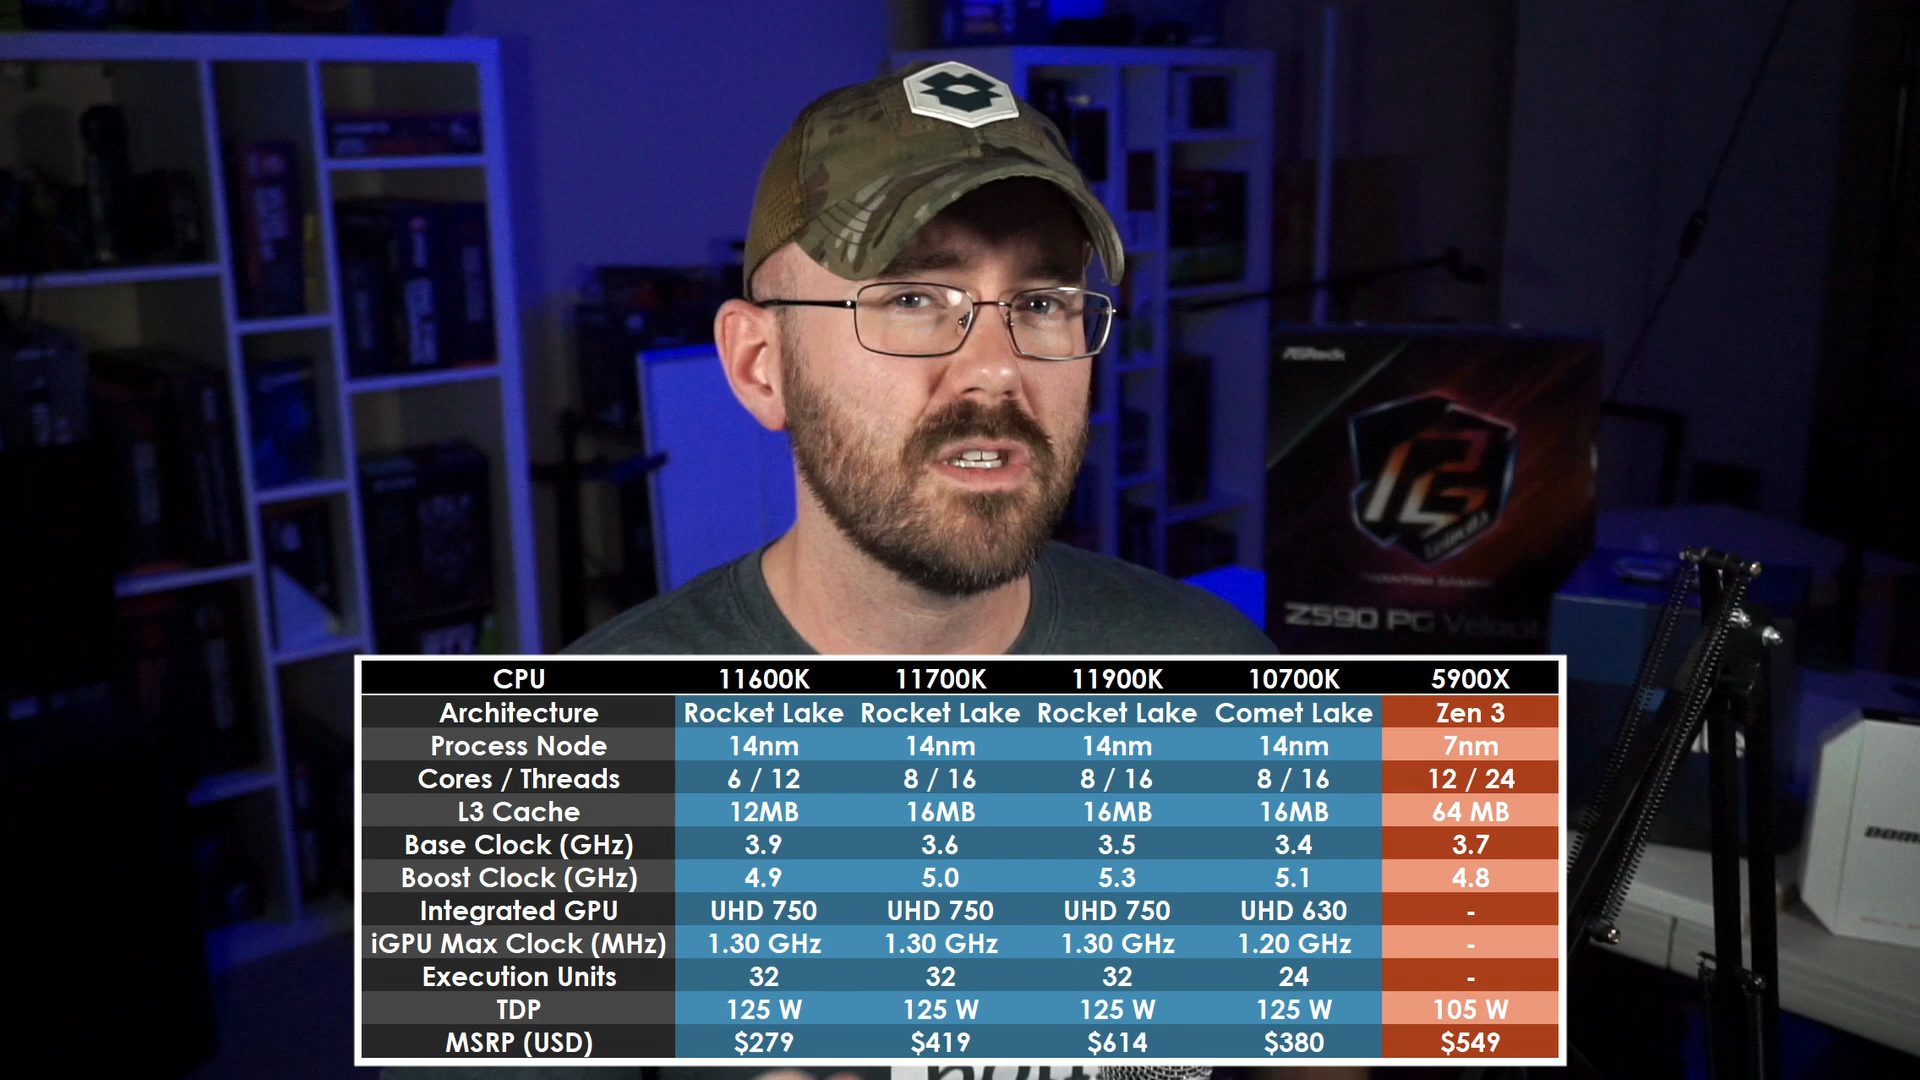 ASRock
PHANTOM GAMING
Z590 PG Velocit
CPU 11600K 11700K 11900K 10700K 5900X
Architecture Rocket Lake Rocket Lake Rocket Lake Comet Lake Zen 3
Process Node 14nm 14nm 14nm 14nm 7nm
Cores / Threads 6 / 12 8 / 16 8 / 16 8 / 16 12 / 24
L3 Cache 12MB 16MB 16MB 16MB 64 MB
Base Clock (GHz) 3.9 3.6 3.5 3.4 3.7
Boost Clock (GHz) 4.9 5.0 5.3 5.1 4.8
Integrated GPU UHD 750 UHD 750 UHD 750 UHD 630 -
iGPU Max Clock (MHz) 1.30 GHz 1.30 GHz 1.30 GHz 1.20 GHz -
Execution Units 32 32 32 24 -
TDP 125 W 125 W 125 W 125 W 105 W
MSRP (USD) $279 $419 $614 $380 $549